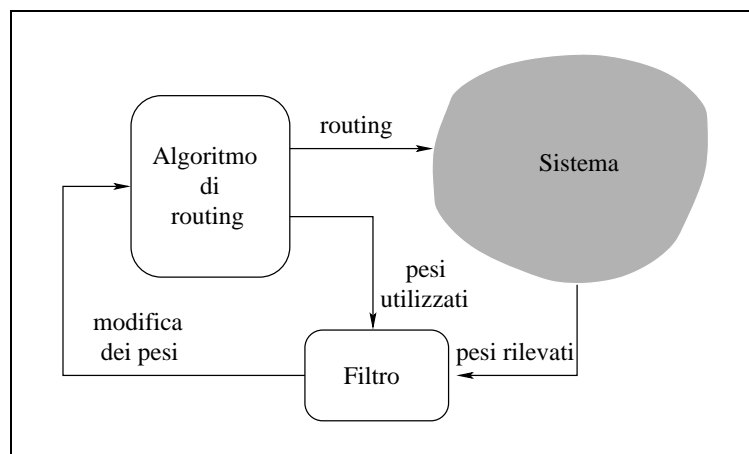 routing
Algoritmo
di
routing
Sistema
pesi
utilizzati
modifica
dei pesi
pesi rilevati
Filtro